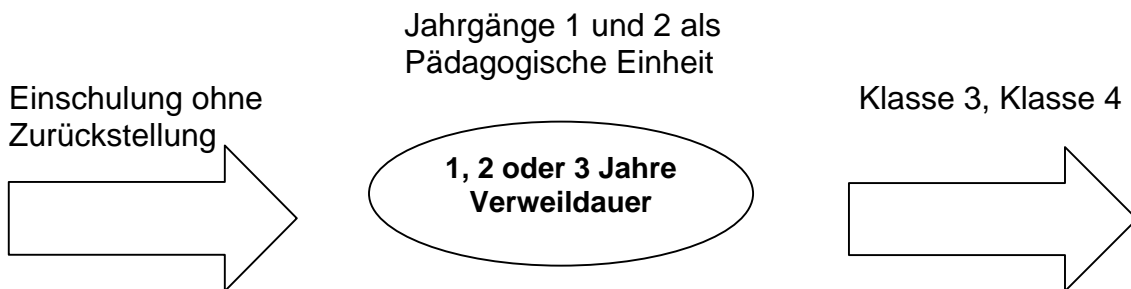 Jahrgänge 1 und 2 als
Pädagogische Einheit
Einschulung ohne
Zurückstellung
Klasse 3, Klasse 4
1, 2 oder 3 Jahre
Verweildauer